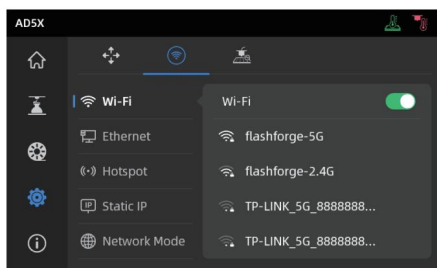 AD5X
Wi-Fi
Ethernet
Hotspot
IP Static IP
Network Mode
Wi-Fi
flashforge-5G
flashforge-2.4G
TP-LINK_5G_8888888...
TP-LINK_5G_8888888...